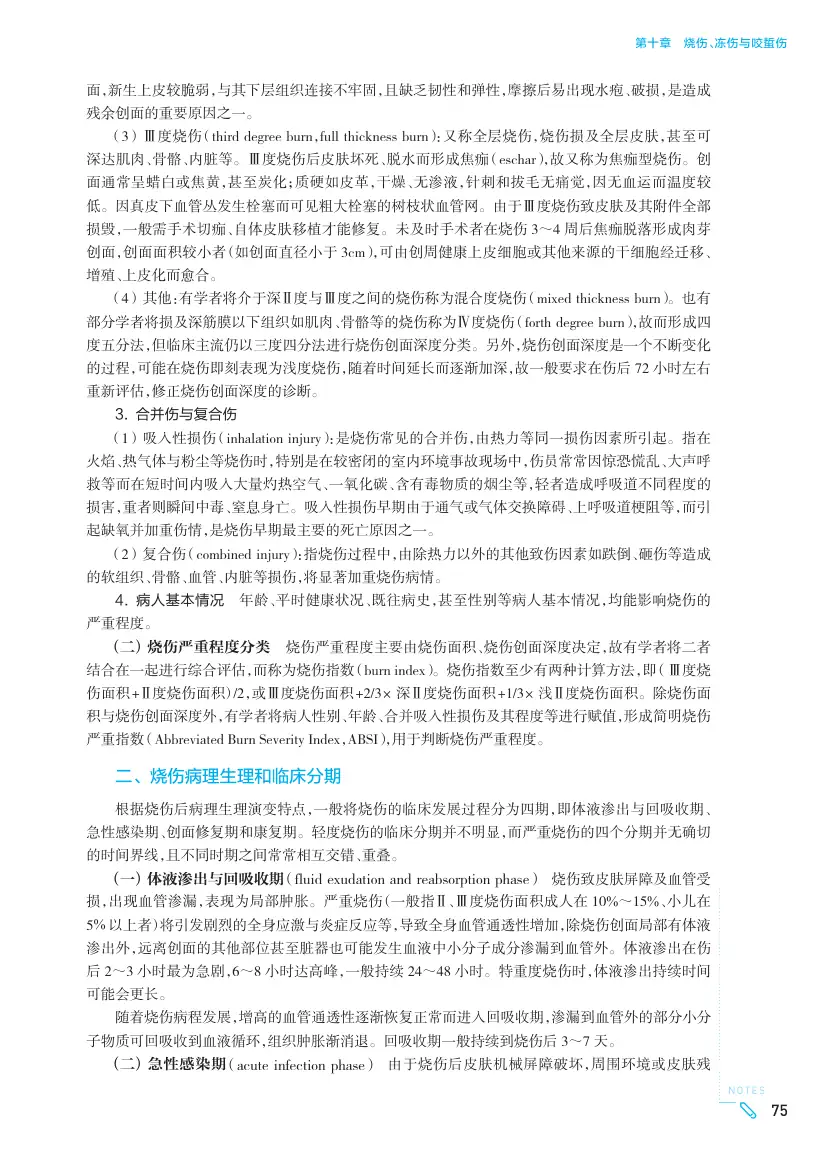 第十章 烧伤、冻伤与咬蜇伤
面,新生上皮较脆弱,与其下层组织连接不牢固,且缺乏韧性和弹性,摩擦后易出现水疱、破损,是造成
残余创面的重要原因之一。
（3）Ⅲ度烧伤（third degree burn,full thickness burn）:又称全层烧伤,烧伤损及全层皮肤,甚至可
深达肌肉、骨骼、内脏等。Ⅲ度烧伤后皮肤坏死、脱水而形成焦痂（eschar）,故又称为焦痂型烧伤。创
面通常呈蜡白或焦黄,甚至炭化;质硬如皮革,干燥、无渗液,针刺和拔毛无痛觉,因无血运而温度较
低。因真皮下血管丛发生栓塞而可见粗大栓塞的树枝状血管网。由于Ⅲ度烧伤致皮肤及其附件全部
损毁,一般需手术切痂、自体皮肤移植才能修复。未及时手术者在烧伤 3～4 周后焦痂脱落形成肉芽
创面,创面面积较小者（如创面直径小于 3cm）,可由创周健康上皮细胞或其他来源的干细胞经迁移、
增殖、上皮化而愈合。
（4）其他:有学者将介于深Ⅱ度与Ⅲ度之间的烧伤称为混合度烧伤（mixed thickness burn）。也有
部分学者将损及深筋膜以下组织如肌肉、骨骼等的烧伤称为Ⅳ度烧伤（forth degree burn）,故而形成四
度五分法,但临床主流仍以三度四分法进行烧伤创面深度分类。另外,烧伤创面深度是一个不断变化
的过程,可能在烧伤即刻表现为浅度烧伤,随着时间延长而逐渐加深,故一般要求在伤后 72 小时左右
重新评估,修正烧伤创面深度的诊断。
3. 合并伤与复合伤
（1）吸入性损伤（inhalation injury）:是烧伤常见的合并伤,由热力等同一损伤因素所引起。指在
火焰、热气体与粉尘等烧伤时,特别是在较密闭的室内环境事故现场中,伤员常常因惊恐慌乱、大声呼
救等而在短时间内吸入大量灼热空气、一氧化碳、含有毒物质的烟尘等,轻者造成呼吸道不同程度的
损害,重者则瞬间中毒、窒息身亡。吸入性损伤早期由于通气或气体交换障碍、上呼吸道梗阻等,而引
起缺氧并加重伤情,是烧伤早期最主要的死亡原因之一。
（2）复合伤（combined injury）:指烧伤过程中,由除热力以外的其他致伤因素如跌倒、砸伤等造成
的软组织、骨骼、血管、内脏等损伤,将显著加重烧伤病情。
4. 病人基本情况 年龄、平时健康状况、既往病史,甚至性别等病人基本情况,均能影响烧伤的
严重程度。
（二）烧伤严重程度分类 烧伤严重程度主要由烧伤面积、烧伤创面深度决定,故有学者将二者
结合在一起进行综合评估,而称为烧伤指数（burn index）。烧伤指数至少有两种计算方法,即（Ⅲ度烧
伤面积+Ⅱ度烧伤面积）/2,或Ⅲ度烧伤面积+2/3× 深Ⅱ度烧伤面积+1/3× 浅Ⅱ度烧伤面积。除烧伤面
积与烧伤创面深度外,有学者将病人性别、年龄、合并吸入性损伤及其程度等进行赋值,形成简明烧伤
严重指数（Abbreviated Burn Severity Index,ABSI）,用于判断烧伤严重程度。
二、烧伤病理生理和临床分期
根据烧伤后病理生理演变特点,一般将烧伤的临床发展过程分为四期,即体液渗出与回吸收期、
急性感染期、创面修复期和康复期。轻度烧伤的临床分期并不明显,而严重烧伤的四个分期并无确切
的时间界线,且不同时期之间常常相互交错、重叠。
（一）体液渗出与回吸收期（fluid exudation and reabsorption phase） 烧伤致皮肤屏障及血管受
损,出现血管渗漏,表现为局部肿胀。严重烧伤（一般指Ⅱ、Ⅲ度烧伤面积成人在 10%～15%、小儿在
5%以上者）将引发剧烈的全身应激与炎症反应等,导致全身血管通透性增加,除烧伤创面局部有体液
渗出外,远离创面的其他部位甚至脏器也可能发生血液中小分子成分渗漏到血管外。体液渗出在伤
后 2～3 小时最为急剧,6～8 小时达高峰,一般持续 24～48 小时。特重度烧伤时,体液渗出持续时间
可能会更长。
随着烧伤病程发展,增高的血管通透性逐渐恢复正常而进入回吸收期,渗漏到血管外的部分小分
子物质可回吸收到血液循环,组织肿胀渐消退。回吸收期一般持续到烧伤后 3～7 天。
（二）急性感染期（acute infection phase） 由于烧伤后皮肤机械屏障破坏,周围环境或皮肤残
NOTES
75